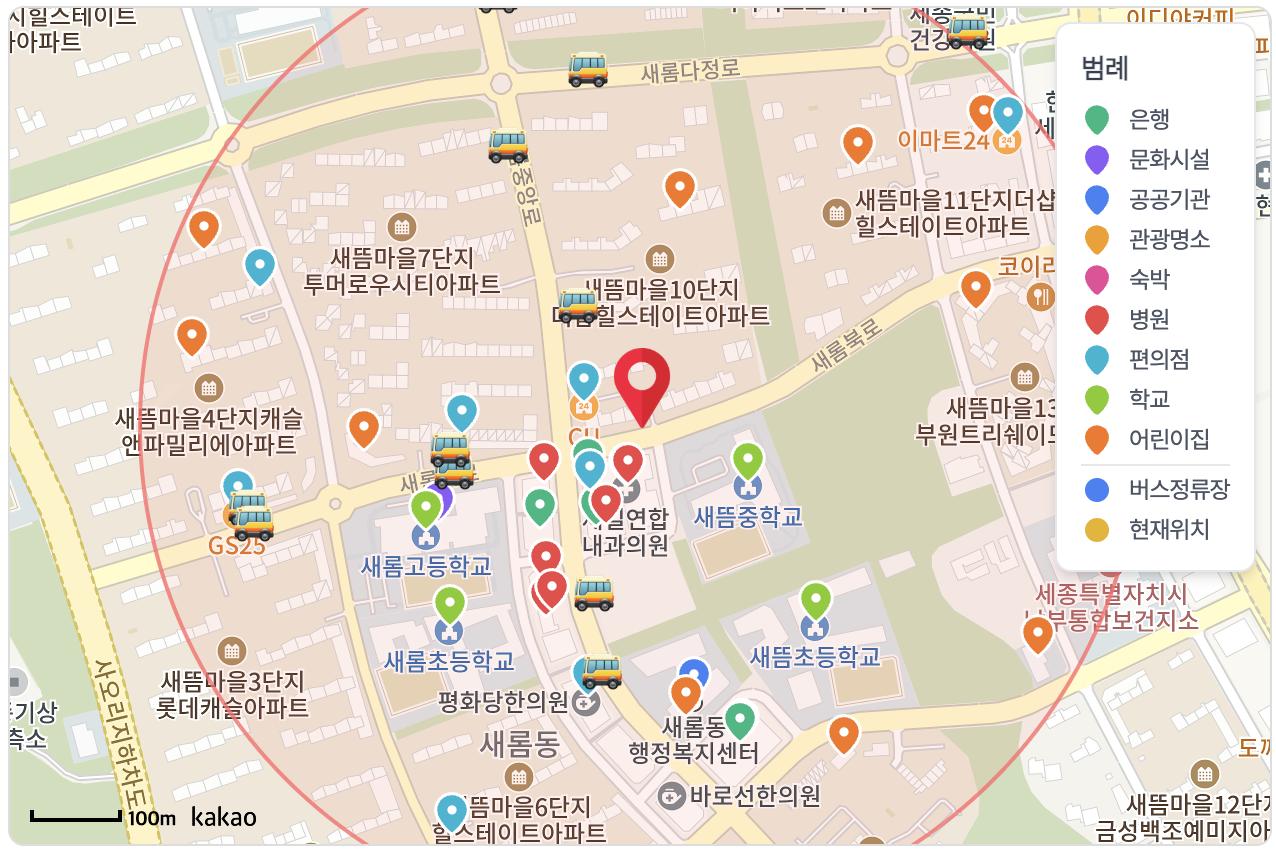 힐스테이트
아파트
이디야커피
건강
새롬다정로
이마트24
중앙로
새뜸마을11단지더샵
힐스테이트아파트
새뜸마을7단지
투머로우시티아파트
새뜸마을10단지
힐스테이트아파트
코이
새롬북로
새뜸마을4단지캐슬
앤파밀리에아파트
새뜸마을13
부원트리쉐이드
CU
GS25
연합
내과의원
새뜸중학교
새롬고등학교
세종특별자치시
남부통합보건지소
새롬초등학교
새뜸초등학교
새뜸마을3단지
롯데캐슬아파트
평화당한의원
새롬동
행정복지센터
새롬동
사오리지하차도
기상
측소
바로선한의원
새뜸마을6단지
힐스테이트아파트
새뜸마을12단
금성백조예미지아
100m
kakao
범례
은행
문화시설
공공기관
관광명소
숙박
병원
편의점
학교
어린이집
버스정류장
현재위치